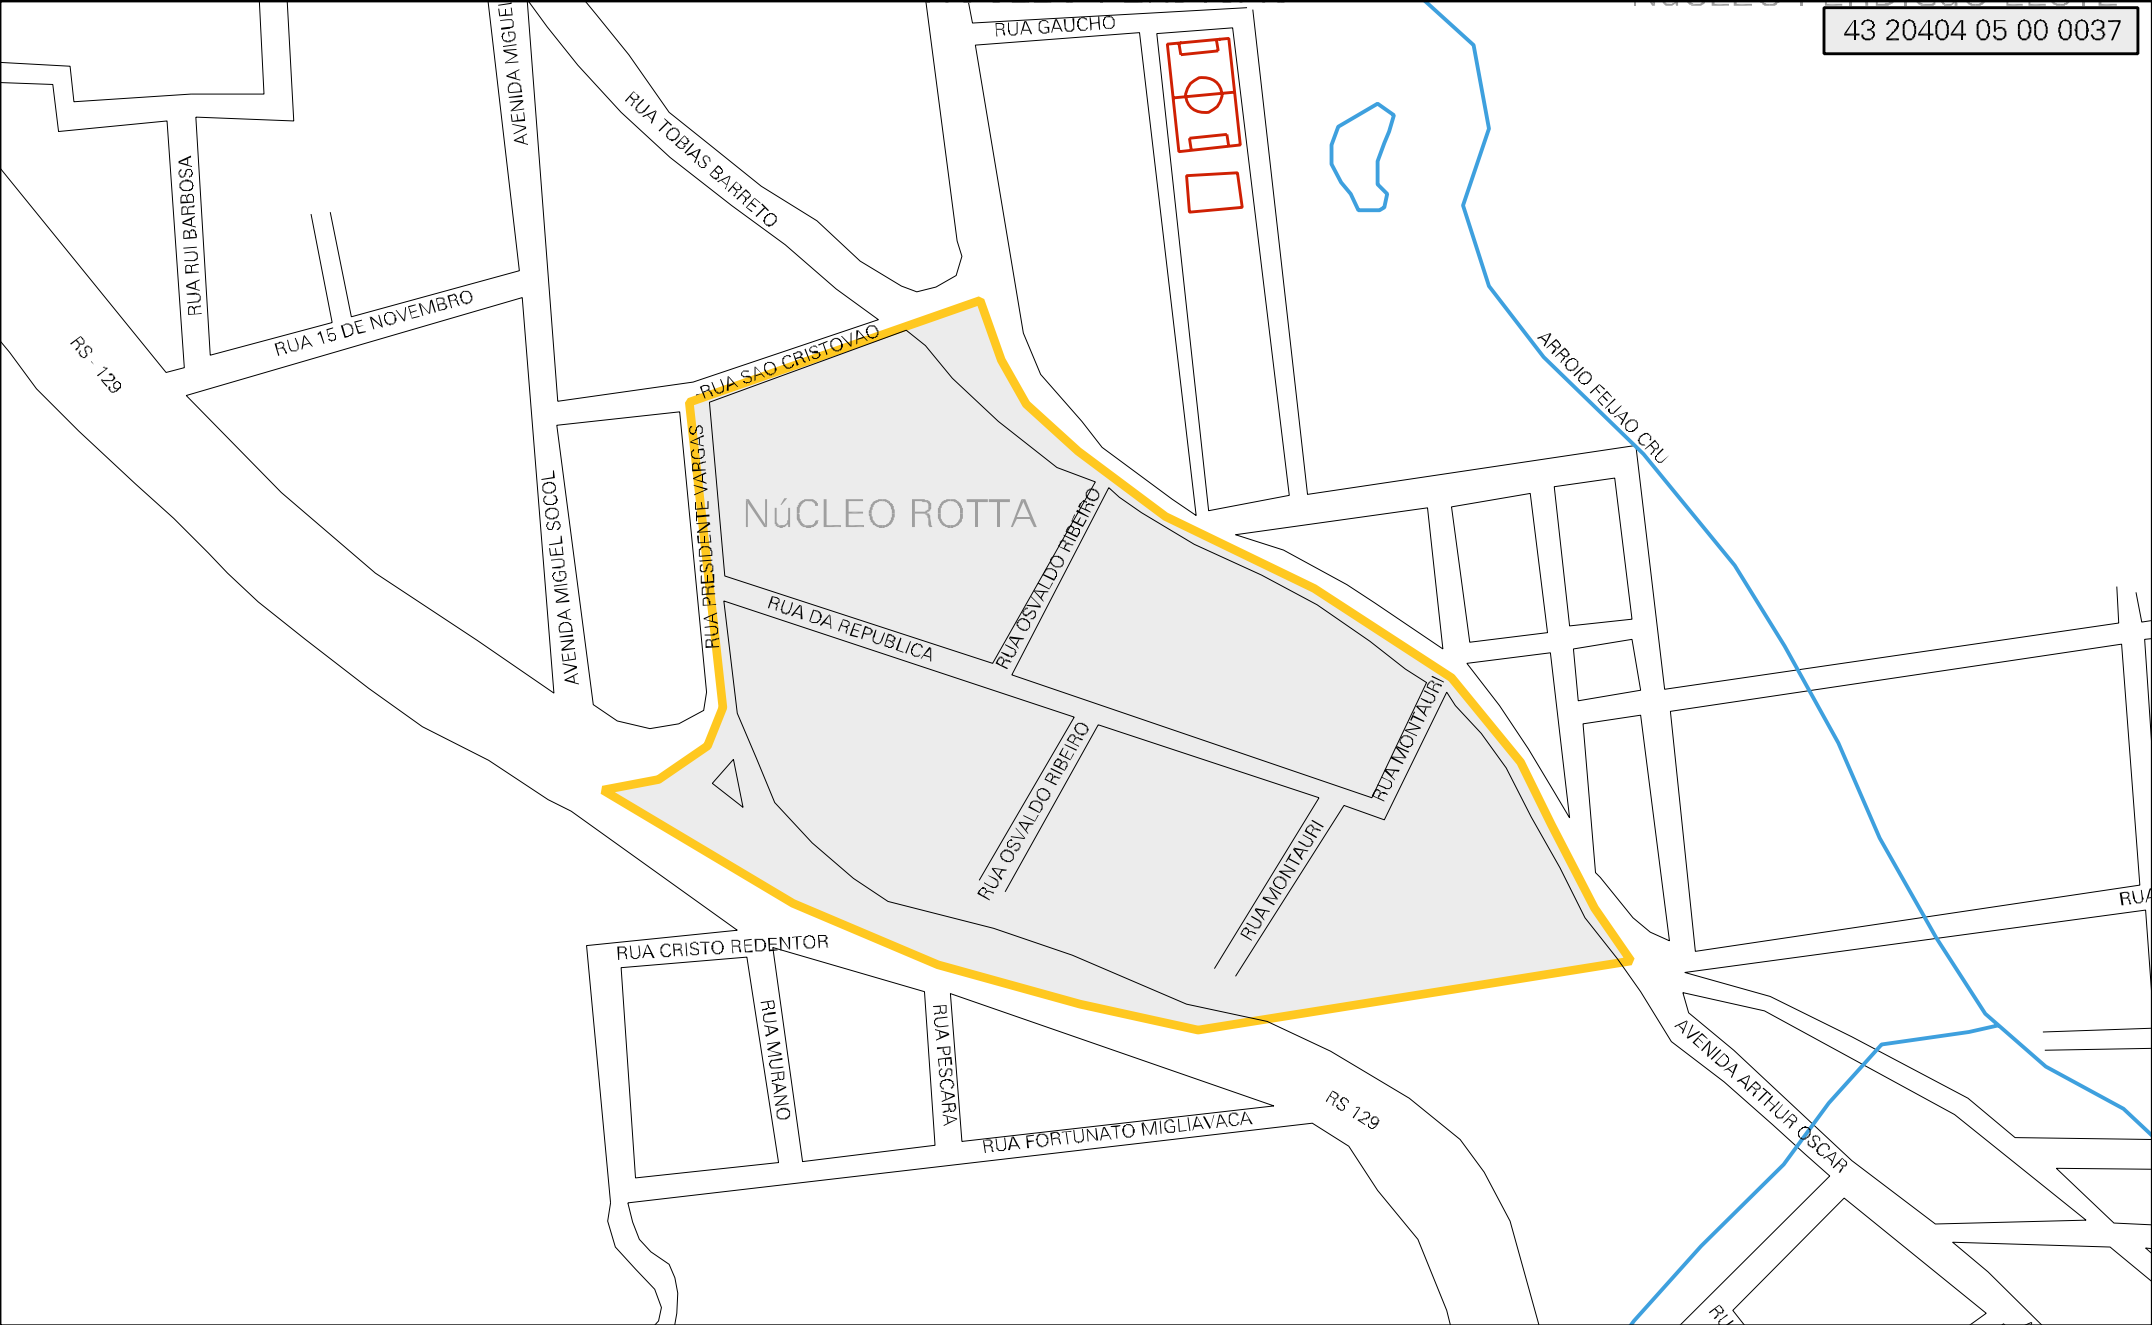 43 20404 05 00 0037
RUA GAUCHO
AVENIDA MIGUEL
RUA TOBIAS BARRETO
RUA RUI BARBOSA
RUA 15 DE NOVEMBRO
RS - 129
RUA SAO CRISTOVAO
ARROIO FEIJAO CRU
RUA PRESIDENTE VARGAS
NúCLEO ROTTA
AVENIDA MIGUEL SOCOL
RUA OSVALDO RIBEIRO
RUA DA REPUBLICA
RUA MONTAURI
RUA OSVALDO RIBEIRO
RUA MONTAURI
RUA
RUA CRISTO REDENTOR
RUA MURANO
RUA PESCARA
RUA FORTUNATO MIGLIAVACA
RS 129
AVENIDA ARTHUR OSCAR